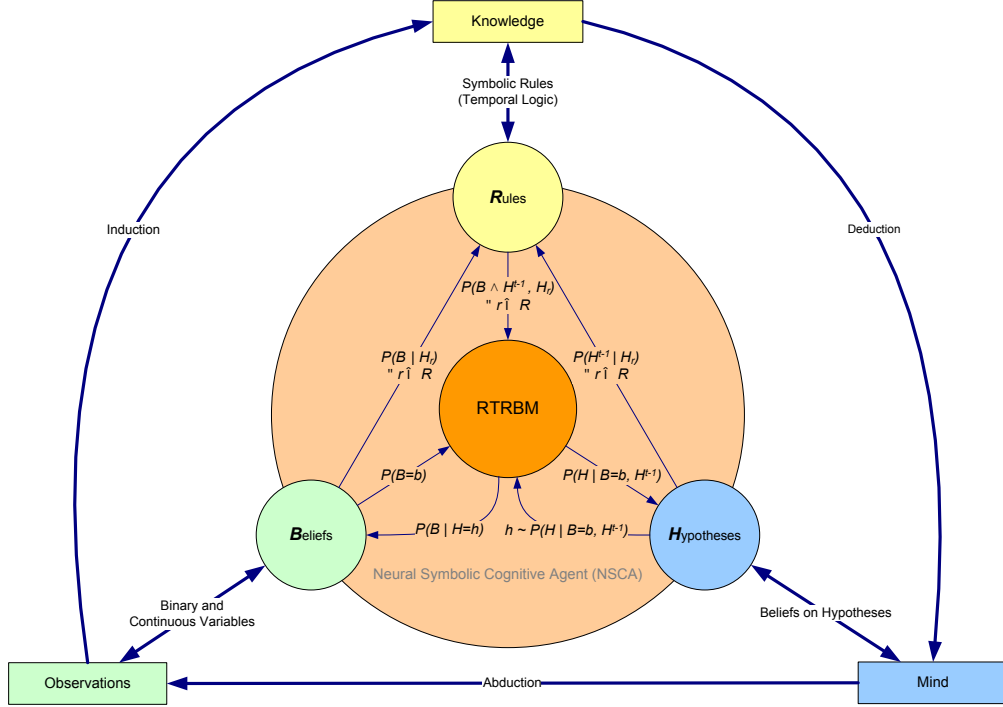 Knowledge
Symbolic Rules
(Temporal Logic)
Rules
Induction
Deduction
P(B ∧ Hᵗ⁻¹, Hᵣ)
" r Î R
P(B | Hᵣ)
" r Î R
P(Hᵗ⁻¹ | Hᵣ)
" r Î R
RTRBM
P(B=b)
P(H | B=b, Hᵗ⁻¹)
P(B | H=h)
h ~ P(H | B=b, Hᵗ⁻¹)
Beliefs
Hypotheses
Neural Symbolic Cognitive Agent (NSCA)
Binary and
Continuous Variables
Beliefs on Hypotheses
Observations
Abduction
Mind